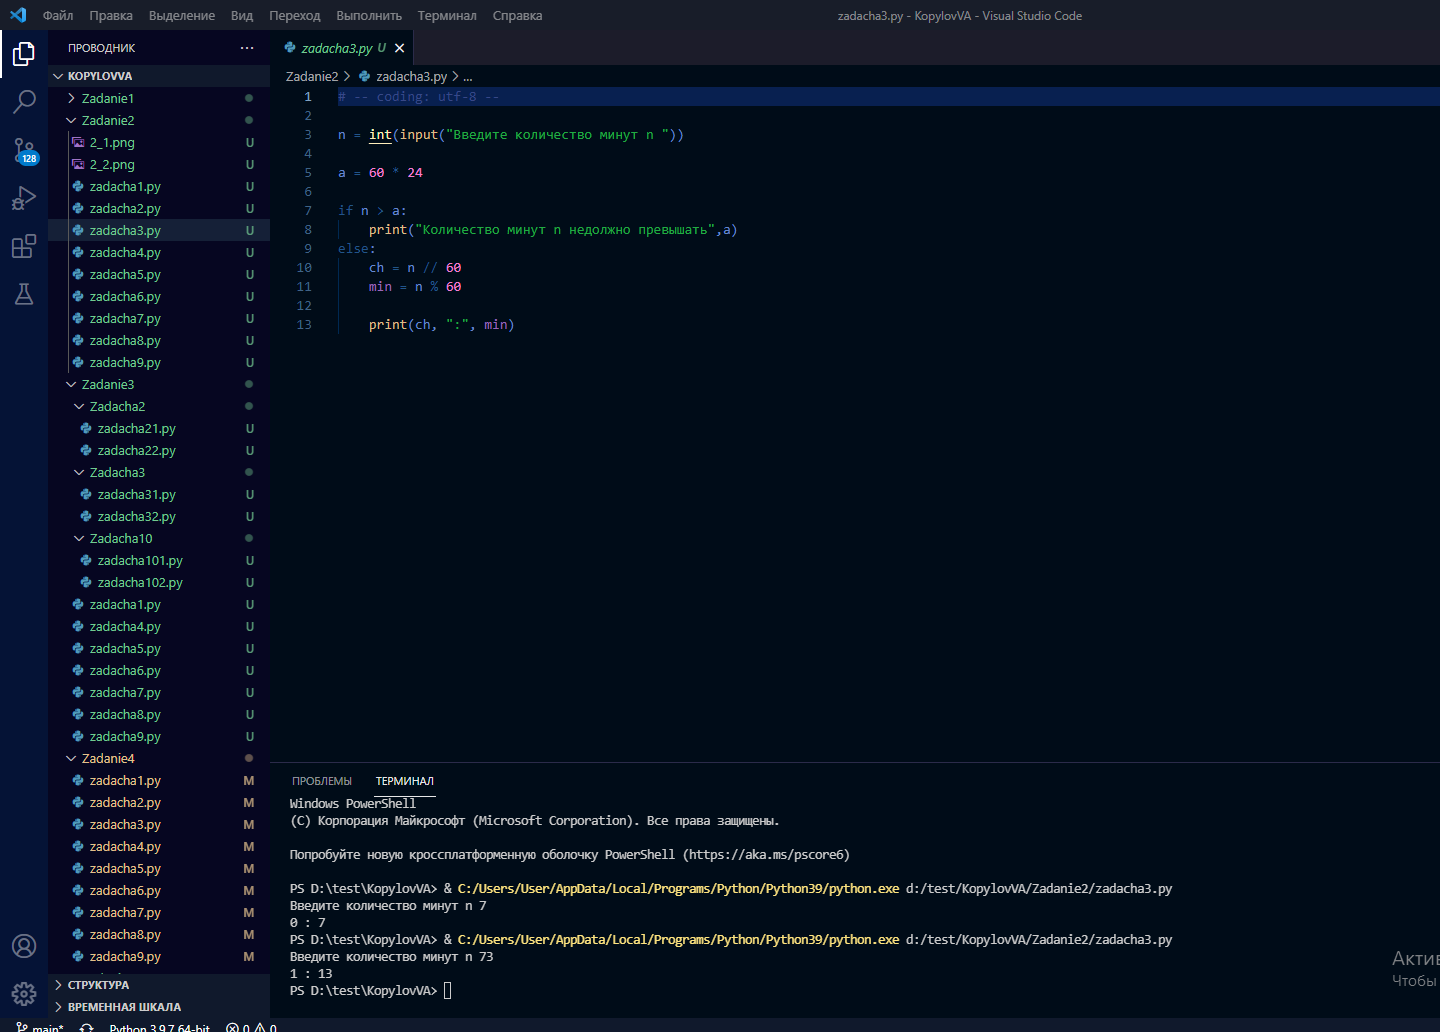 Файл Правка Выделение Вид Переход Выполнить Терминал Справка zadacha3.py - KopylovVA - Visual Studio Code
ПРОВОДНИК ...
KOPYLOVVA
Zadanie1
Zadanie2
2_1.png U
2_2.png U
zadacha1.py U
zadacha2.py U
zadacha3.py U
zadacha4.py U
zadacha5.py U
zadacha6.py U
zadacha7.py U
zadacha8.py U
zadacha9.py U
Zadanie3
Zadacha2
zadacha21.py U
zadacha22.py U
Zadacha3
zadacha31.py U
zadacha32.py U
Zadacha10
zadacha101.py U
zadacha102.py U
zadacha1.py U
zadacha4.py U
zadacha5.py U
zadacha6.py U
zadacha7.py U
zadacha8.py U
zadacha9.py U
Zadanie4
zadacha1.py M
zadacha2.py M
zadacha3.py M
zadacha4.py M
zadacha5.py M
zadacha6.py M
zadacha7.py M
zadacha8.py M
zadacha9.py M
СТРУКТУРА
ВРЕМЕННАЯ ШКАЛА
128
zadacha3.py U
Zadanie2 > zadacha3.py > ...
1 # -- coding: utf-8 --
2
3 n = int(input("Введите количество минут n "))
4
5 a = 60 * 24
6
7 if n > a:
8 print("Количество минут n недолжно превышать",a)
9 else:
10 ch = n // 60
11 min = n % 60
12
13 print(ch, ":", min)
ПРОБЛЕМЫ ТЕРМИНАЛ
Windows PowerShell
(C) Корпорация Майкрософт (Microsoft Corporation). Все права защищены.
Попробуйте новую кроссплатформенную оболочку PowerShell (https://aka.ms/pscore6)
PS D:\test\KopylovVA> & C:/Users/User/AppData/Local/Programs/Python/Python39/python.exe d:/test/KopylovVA/Zadanie2/zadacha3.py
Введите количество минут n 7
0 : 7
PS D:\test\KopylovVA> & C:/Users/User/AppData/Local/Programs/Python/Python39/python.exe d:/test/KopylovVA/Zadanie2/zadacha3.py
Введите количество минут n 73
1 : 13
PS D:\test\KopylovVA>
Актив
Чтобы
main* Python 3.9.7 64-bit 0 0